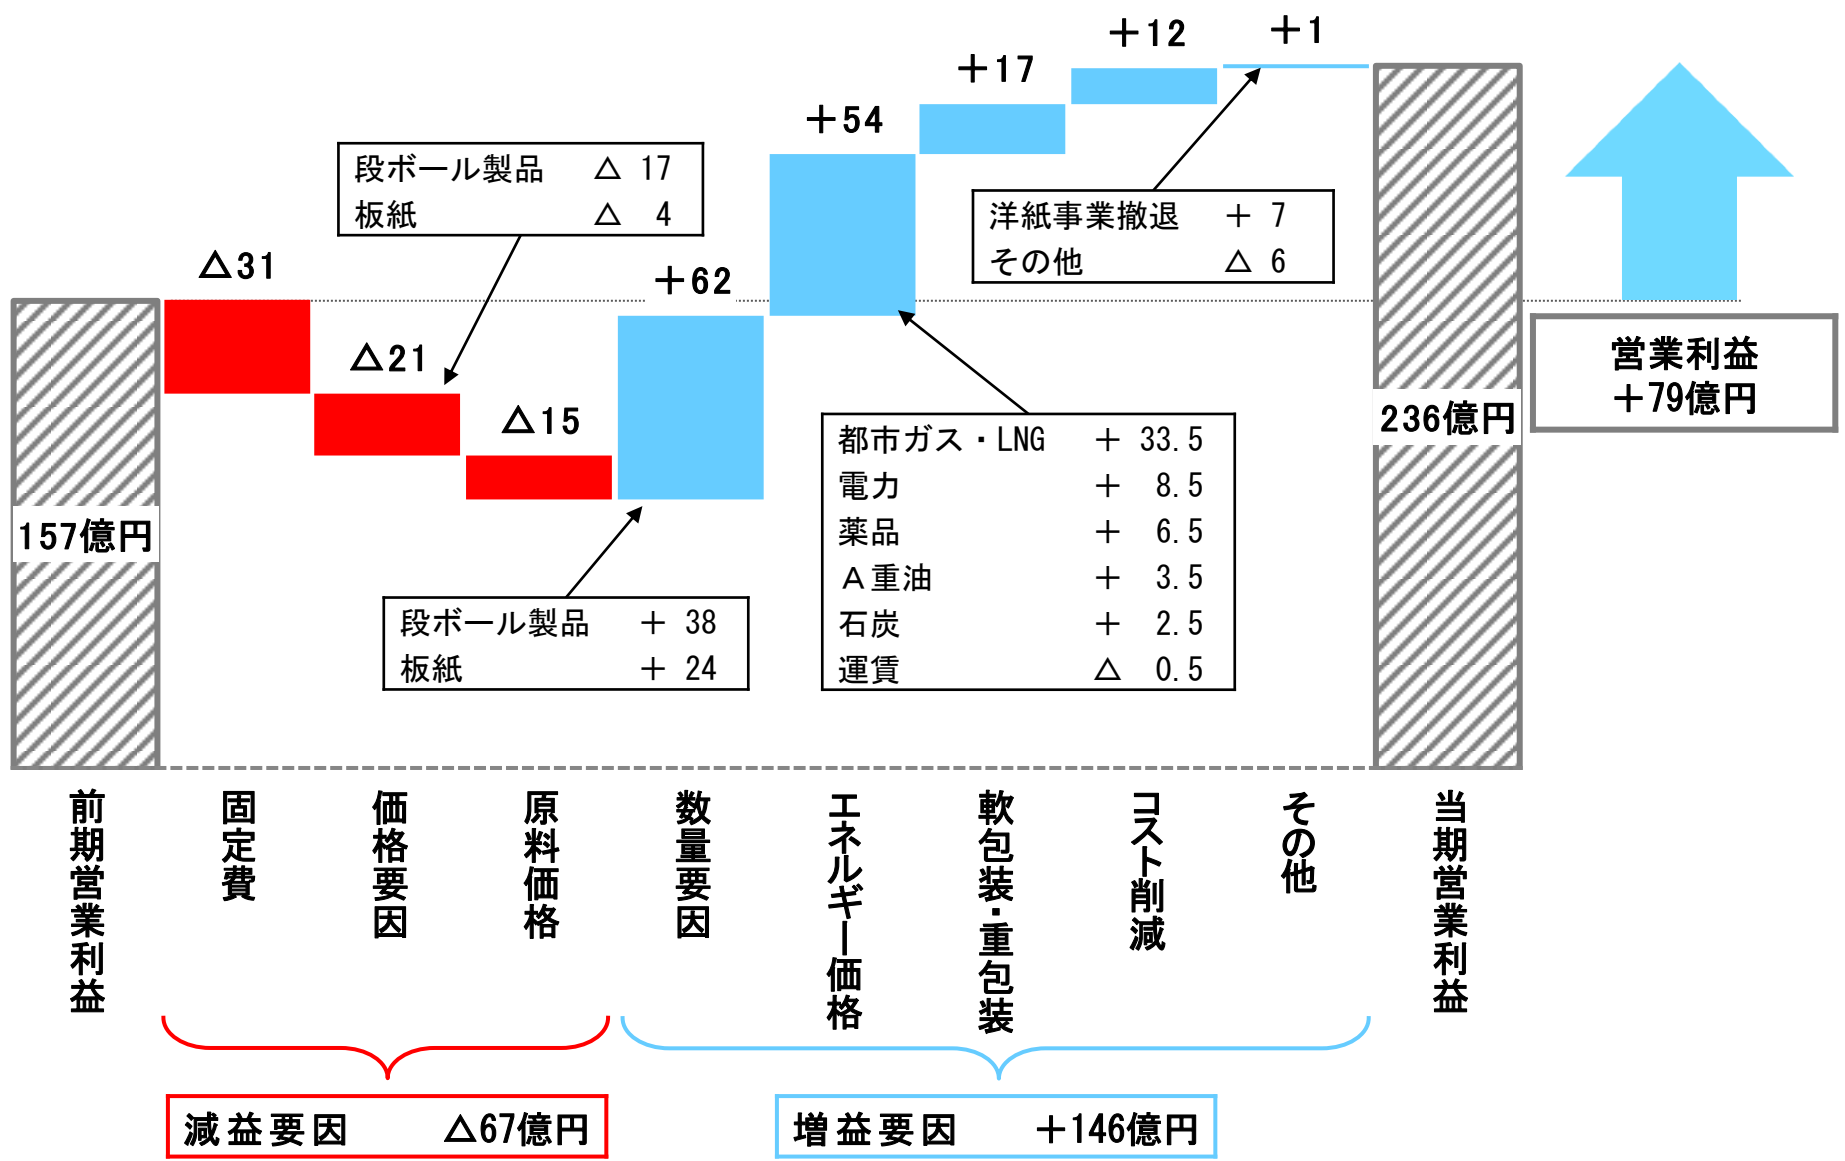 ＋1
＋12
＋17
＋54
段ボール製品 △ 17
板紙 △ 4
洋紙事業撤退 ＋ 7
その他 △ 6
△31
＋62
△21
△15
営業利益
＋79億円
236億円
都市ガス・LNG ＋ 33.5
電力 ＋ 8.5
薬品 ＋ 6.5
Ａ重油 ＋ 3.5
石炭 ＋ 2.5
運賃 △ 0.5
157億円
段ボール製品 ＋ 38
板紙 ＋ 24
前期営業利益
固定費
価格要因
原料価格
数量要因
エネルギー価格
軟包装・重包装
コスト削減
その他
当期営業利益
減益要因 △67億円
増益要因 ＋146億円